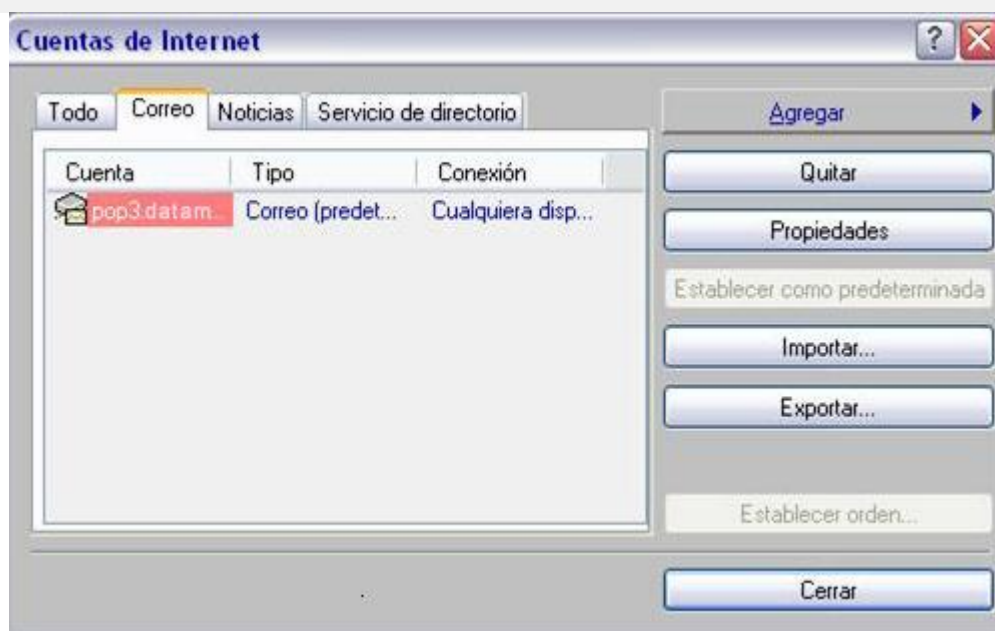 Cuentas de Internet
Todo Correo Noticias Servicio de directorio
Cuenta Tipo Conexión
pop3.datam... Correo (predet... Cualquiera disp...
Agregar
Quitar
Propiedades
Establecer como predeterminada
Importar...
Exportar...
Establecer orden...
Cerrar